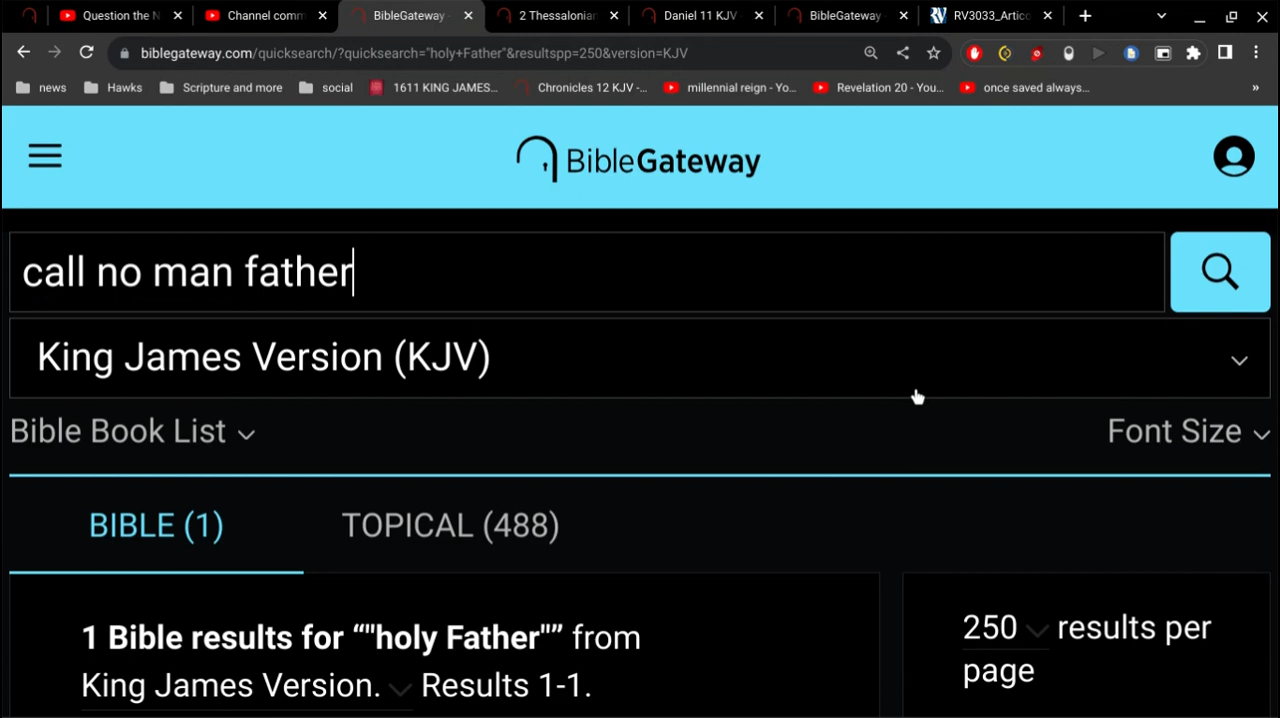 Question the N
Channel comm
BibleGateway -
2 Thessalonian
Daniel 11 KJV
BibleGateway -
RV3033_Artico
biblegateway.com/quicksearch/?quicksearch="holy+Father"&resultspp=250&version=KJV
news Hawks Scripture and more social 1611 KING JAMES... Chronicles 12 KJV -... millennial reign - Yo... Revelation 20 - You... once saved always... »
BibleGateway
call no man father
King James Version (KJV)
Bible Book List Font Size
BIBLE (1) TOPICAL (488)
1 Bible results for “"holy Father"” from
King James Version. Results 1-1.
250 results per
page